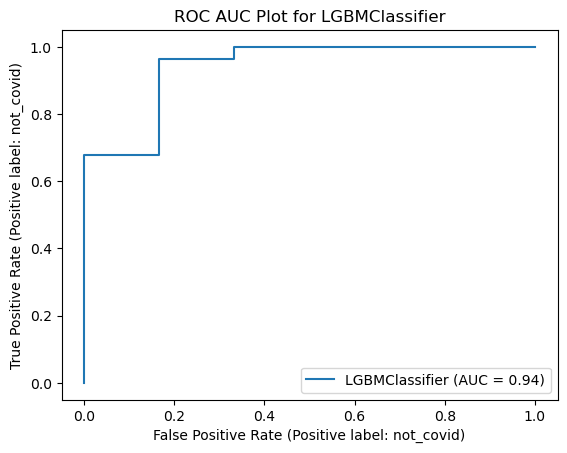 ROC AUC Plot for LGBMClassifier
True Positive Rate (Positive label: not_covid)
1.0
0.8
0.6
0.4
0.2
0.0
LGBMClassifier (AUC = 0.94)
0.0 0.2 0.4 0.6 0.8 1.0
False Positive Rate (Positive label: not_covid)